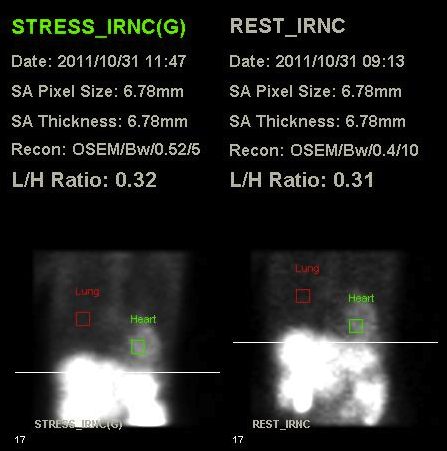 STRESS_IRNC(G)
Date: 2011/10/31 11:47
SA Pixel Size: 6.78mm
SA Thickness: 6.78mm
Recon: OSEM/Bw/0.52/5
L/H Ratio: 0.32
REST_IRNC
Date: 2011/10/31 09:13
SA Pixel Size: 6.78mm
SA Thickness: 6.78mm
Recon: OSEM/Bw/0.4/10
L/H Ratio: 0.31
Lung
Heart
STRESS_IRNC(G)
17
Lung
Heart
REST_IRNC
17